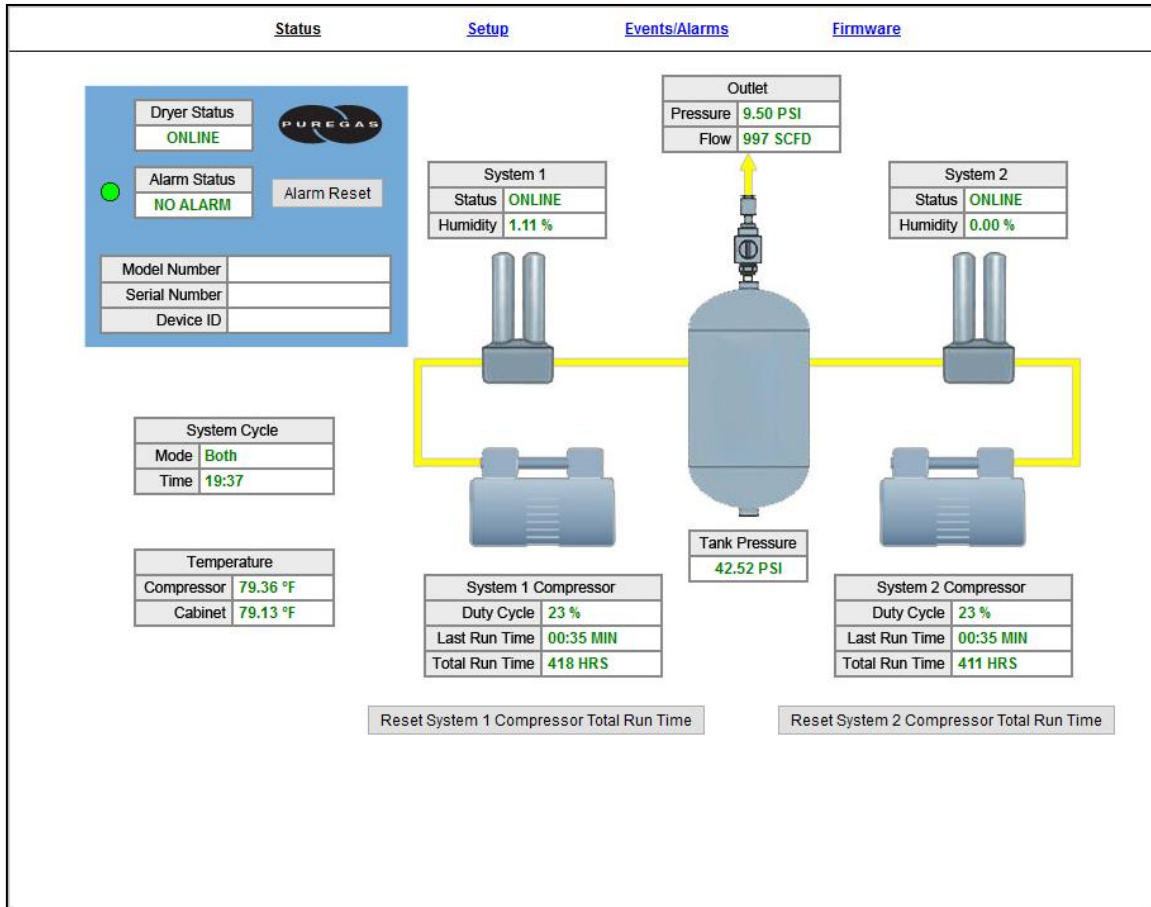 Status Setup Events/Alarms Firmware
Dryer Status
ONLINE
PUREGAS
Alarm Status
NO ALARM
Alarm Reset
Model Number
Serial Number
Device ID
Outlet
Pressure 9.50 PSI
Flow 997 SCFD
System 1
Status ONLINE
Humidity 1.11 %
System 2
Status ONLINE
Humidity 0.00 %
System Cycle
Mode Both
Time 19:37
Temperature
Compressor 79.36 ºF
Cabinet 79.13 ºF
Tank Pressure
42.52 PSI
System 1 Compressor
Duty Cycle 23 %
Last Run Time 00:35 MIN
Total Run Time 418 HRS
System 2 Compressor
Duty Cycle 23 %
Last Run Time 00:35 MIN
Total Run Time 411 HRS
Reset System 1 Compressor Total Run Time
Reset System 2 Compressor Total Run Time